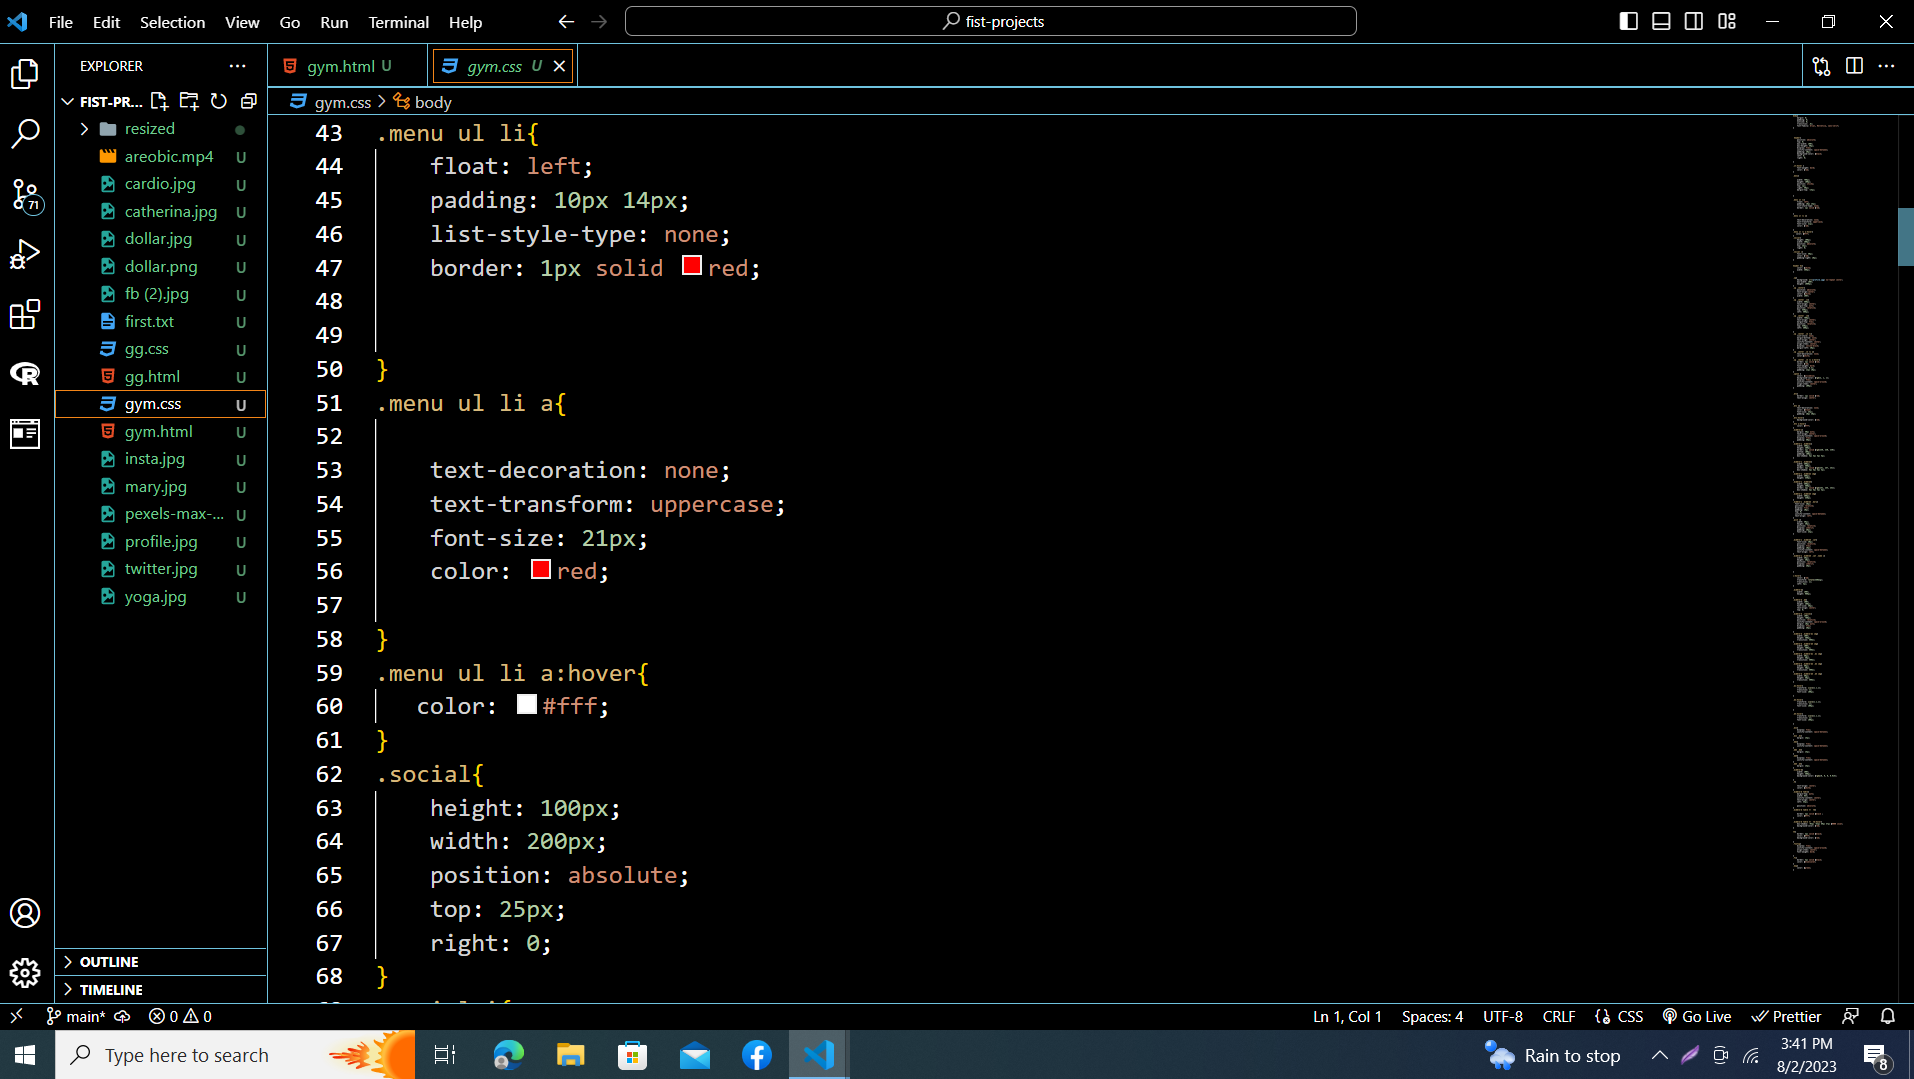 File Edit Selection View Go Run Terminal Help
fist-projects
EXPLORER
FIST-PR...
resized
areobic.mp4 U
cardio.jpg U
catherina.jpg U
dollar.jpg U
dollar.png U
fb (2).jpg U
first.txt U
gg.css U
gg.html U
gym.css U
gym.html U
insta.jpg U
mary.jpg U
pexels-max-... U
profile.jpg U
twitter.jpg U
yoga.jpg U
OUTLINE
TIMELINE
71
gym.html U
gym.css U
gym.css > body
43 .menu ul li{
44 float: left;
45 padding: 10px 14px;
46 list-style-type: none;
47 border: 1px solid red;
48
49
50 }
51 .menu ul li a{
52
53 text-decoration: none;
54 text-transform: uppercase;
55 font-size: 21px;
56 color: red;
57
58 }
59 .menu ul li a:hover{
60 color: #fff;
61 }
62 .social{
63 height: 100px;
64 width: 200px;
65 position: absolute;
66 top: 25px;
67 right: 0;
68 }
main* 0 0 Ln 1, Col 1 Spaces: 4 UTF-8 CRLF CSS Go Live Prettier
Type here to search
Rain to stop
3:41 PM
8/2/2023
8